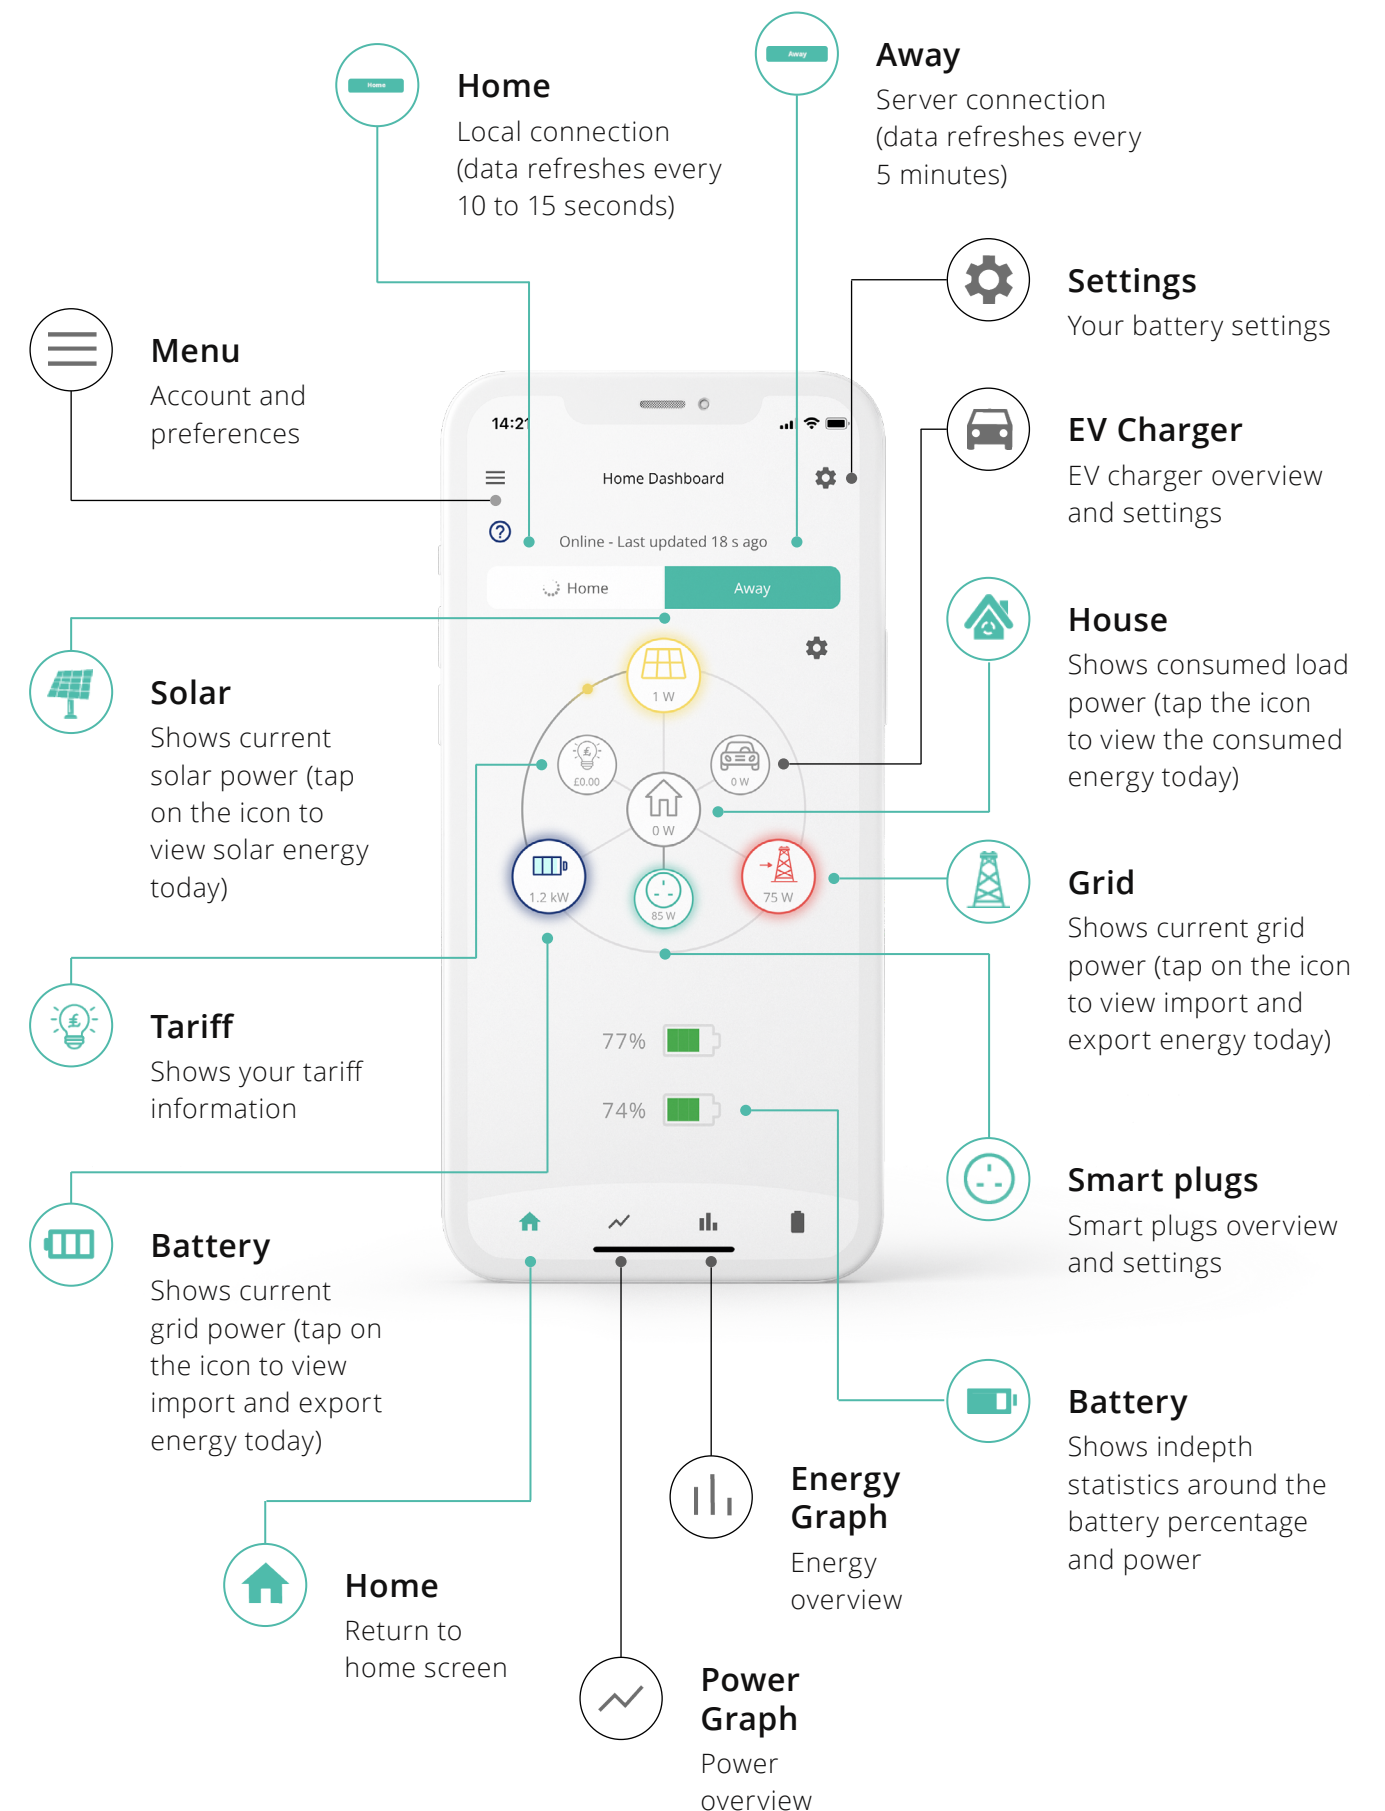 Home
Home
Local connection
(data refreshes every
10 to 15 seconds)
Away
Away
Server connection
(data refreshes every
5 minutes)
Settings
Your battery settings
Menu
Account and
preferences
EV Charger
EV charger overview
and settings
14:21
Home Dashboard
Online - Last updated 18 s ago
Home
Away
House
Shows consumed load
power (tap the icon
to view the consumed
energy today)
Solar
Shows current
solar power (tap
on the icon to
view solar energy
today)
1 W
£
£0.00
0 W
0 W
1.2 kW
85 W
75 W
Grid
Shows current grid
power (tap on the icon
to view import and
export energy today)
£
Tariff
Shows your tariff
information
77%
74%
Smart plugs
Smart plugs overview
and settings
Battery
Shows current
grid power (tap on
the icon to view
import and export
energy today)
Battery
Shows indepth
statistics around the
battery percentage
and power
Energy
Graph
Energy
overview
Home
Return to
home screen
Power
Graph
Power
overview